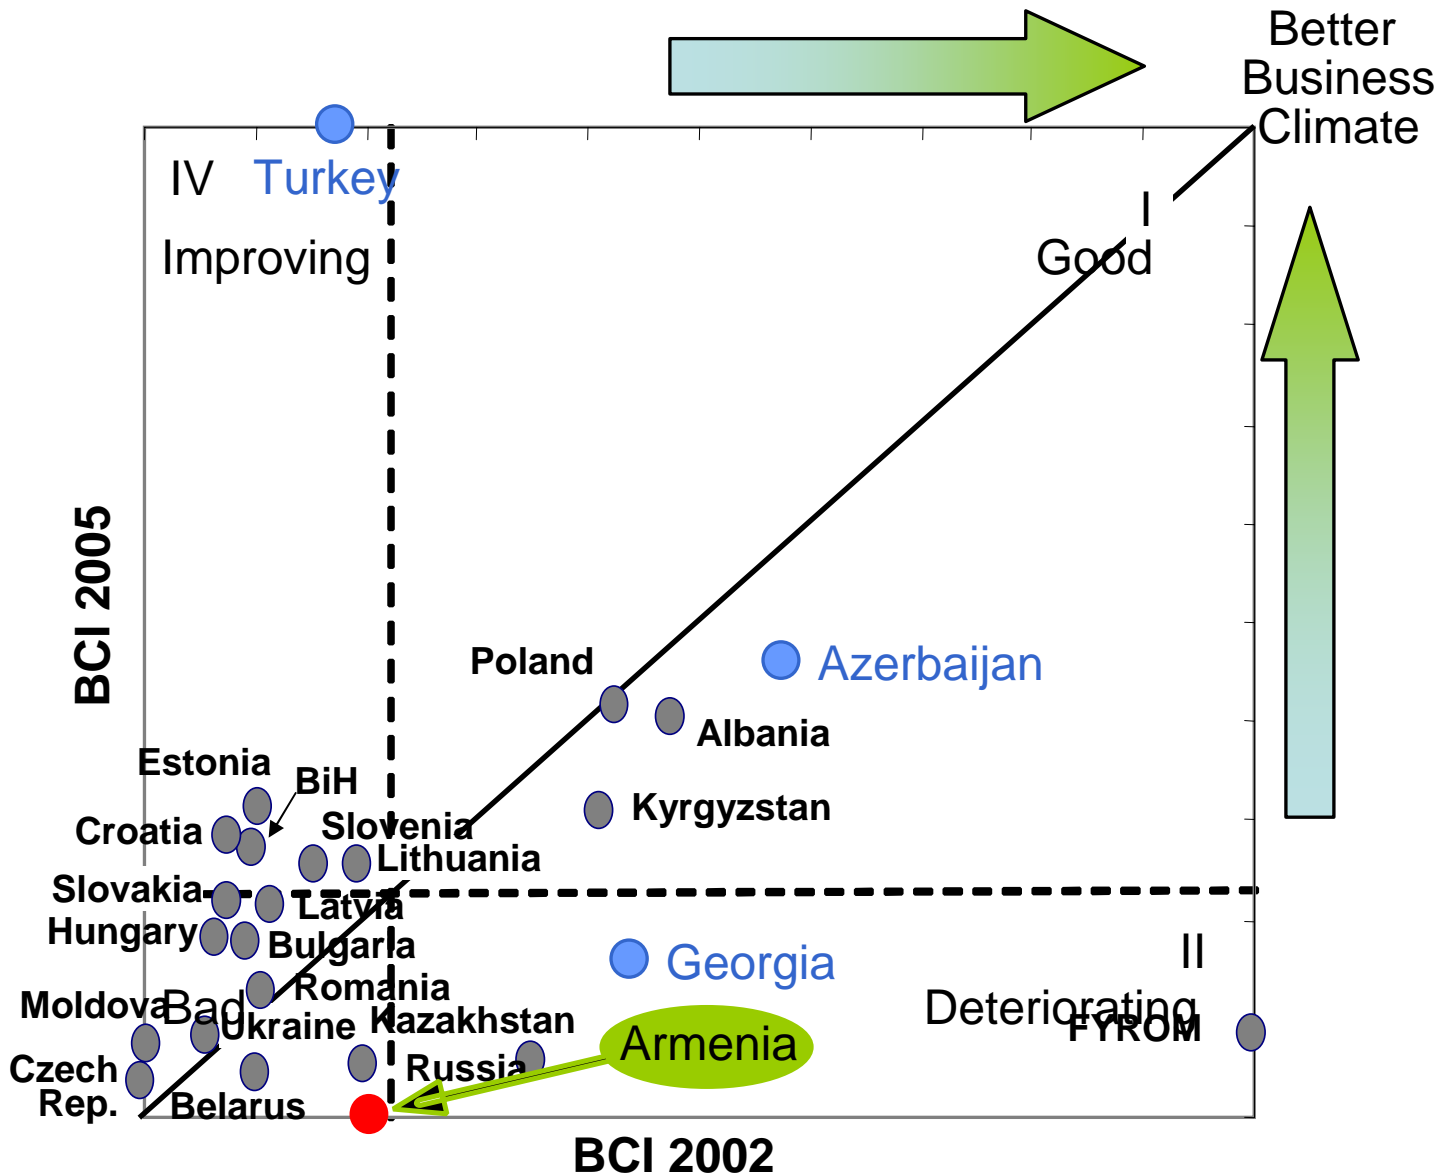 Better
Business
Climate
IV
Turkey
I
Improving
Good
BCI 2005
Poland
Azerbaijan
Albania
Estonia
BiH
Kyrgyzstan
Croatia
Slovenia
Lithuania
Slovakia
Latvia
Hungary
Bulgaria
II
Georgia
Romania
Moldova
Bad
Deteriorating
Ukraine
Kazakhstan
FYROM
Armenia
Czech
Rep.
Russia
Belarus
BCI 2002